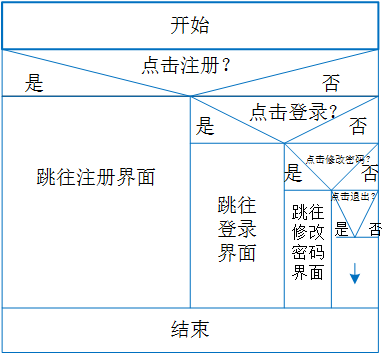 开始
点击注册？
是
否
点击登录？
是
否
点击修改密码？
是
否
跳往注册界面
跳往
登录
界面
跳往
修改
密码
界面
点击退出？
是
否
结束